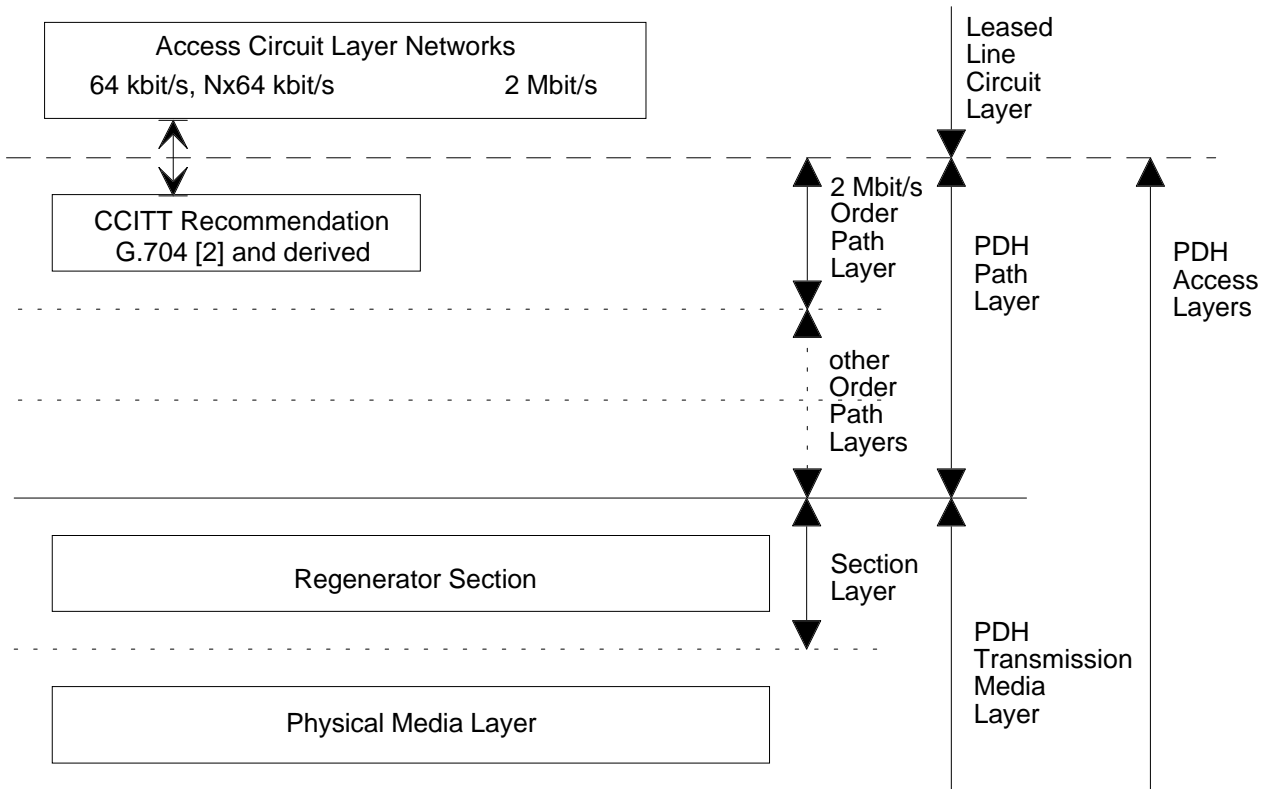 Access Circuit Layer Networks
64 kbit/s, Nx64 kbit/s 2 Mbit/s
Leased
Line
Circuit
Layer
CCITT Recommendation
G.704 [2] and derived
2 Mbit/s
Order
Path
Layer
PDH
Path
Layer
PDH
Access
Layers
other
Order
Path
Layers
Regenerator Section
Section
Layer
PDH
Transmission
Media
Layer
Physical Media Layer